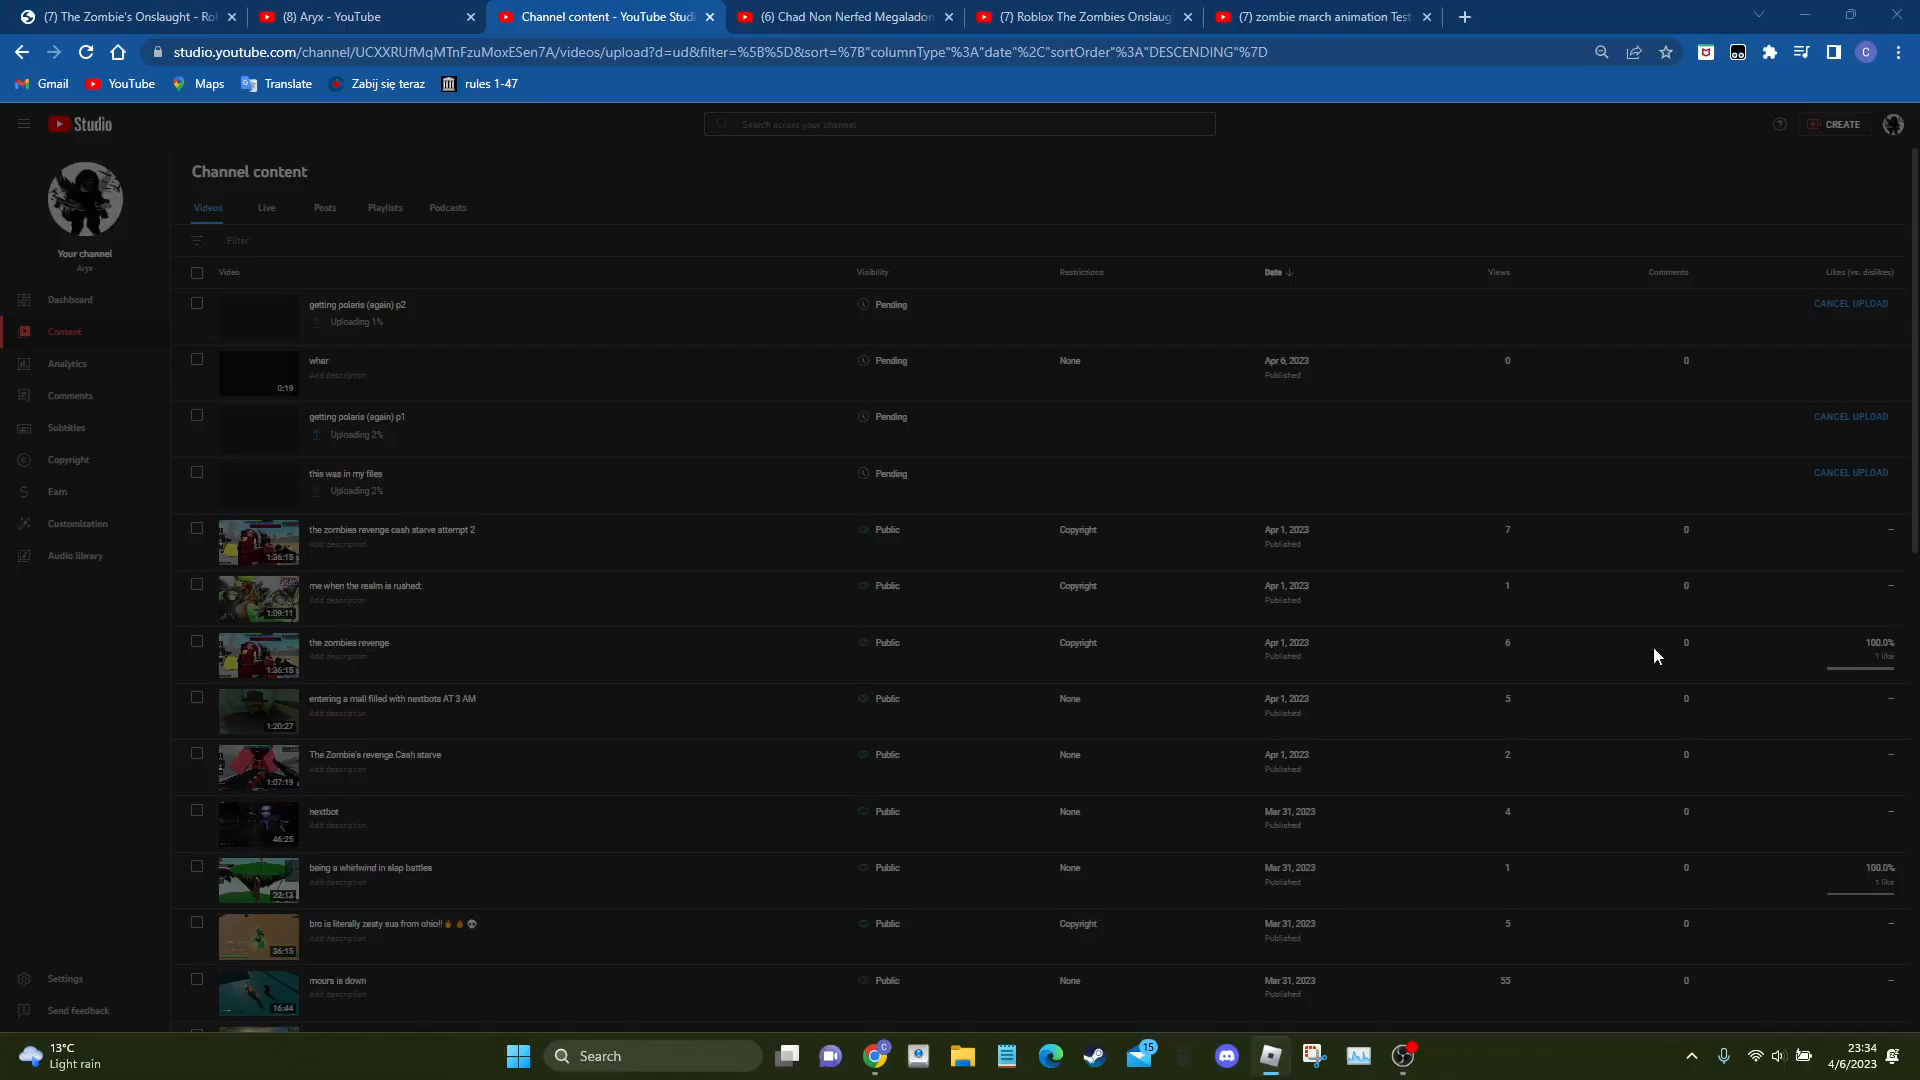 (7) The Zombie's Onslaught - Rol
(8) Aryx - YouTube
Channel content - YouTube Studi
(6) Chad Non Nerfed Megaladon
(7) Roblox The Zombies Onslaug
(7) zombie march animation Test
studio.youtube.com/channel/UCXXRUfMqMTnFzuMoxESen7A/videos/upload?d=ud&filter=%5B%5D&sort=%7B"columnType"%3A"date"%2C"sortOrder"%3A"DESCENDING"%7D
C
Gmail
YouTube
Maps
Translate
Zabij się teraz
rules 1-47
Studio
Search across your channel
CREATE
Channel content
Videos
Live
Posts
Playlists
Podcasts
Filter
Your channel
Aryx
Dashboard
Content
Analytics
Comments
Subtitles
Copyright
Earn
Customization
Audio library
Settings
Send feedback
Video
Visibility
Restrictions
Date
Views
Comments
Likes (vs. dislikes)
getting polaris (again) p2
Uploading 1%
Pending
CANCEL UPLOAD
0:19
whar
Add description
Pending
None
Apr 6, 2023
Published
0
0
getting polaris (again) p1
Uploading 2%
Pending
CANCEL UPLOAD
this was in my files
Uploading 2%
Pending
CANCEL UPLOAD
1:36:15
the zombies revenge cash starve attempt 2
Add description
Public
Copyright
Apr 1, 2023
Published
7
0
–
1:09:11
me when the realm is rushed:
Add description
Public
Copyright
Apr 1, 2023
Published
1
0
–
1:36:15
the zombies revenge
Add description
Public
Copyright
Apr 1, 2023
Published
6
0
100.0%
1 like
1:20:27
entering a mall filled with nextbots AT 3 AM
Add description
Public
None
Apr 1, 2023
Published
5
0
–
1:07:19
The Zombie's revenge Cash starve
Add description
Public
None
Apr 1, 2023
Published
2
0
–
46:25
nextbot
Add description
Public
None
Mar 31, 2023
Published
4
0
–
22:13
being a whirlwind in slap battles
Add description
Public
None
Mar 31, 2023
Published
1
0
100.0%
1 like
36:15
bro is literally zesty sus from ohio!!🔥🔥💀
Add description
Public
Copyright
Mar 31, 2023
Published
5
0
–
16:44
mours is down
Add description
Public
None
Mar 31, 2023
Published
55
0
–
13°C
Light rain
Search
C
15
23:34
4/6/2023